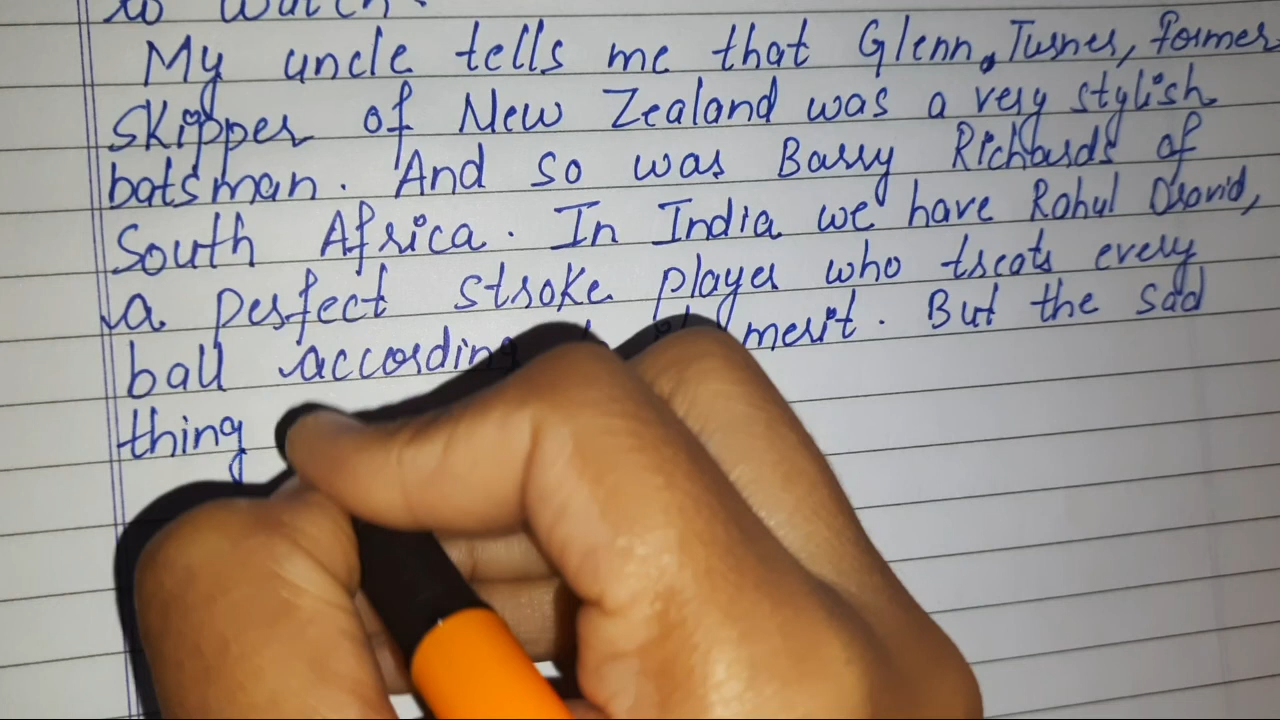 to watch.
My uncle tells me that Glenn, Turner, former
skipper of New Zealand was a very stylish
batsman. And so was Barry Richards of
South Africa. In India we have Rahul Dravid,
a perfect stroke player who treats every
ball according merit. But the sad
thing